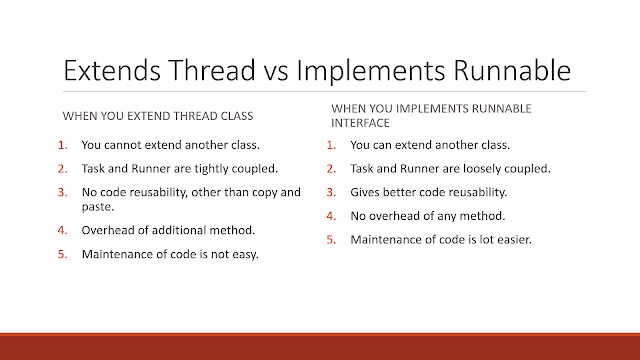 Extends Thread vs Implements Runnable
WHEN YOU EXTEND THREAD CLASS
1. You cannot extend another class.
2. Task and Runner are tightly coupled.
3. No code reusability, other than copy and
paste.
4. Overhead of additional method.
5. Maintenance of code is not easy.
WHEN YOU IMPLEMENTS RUNNABLE
INTERFACE
1. You can extend another class.
2. Task and Runner are loosely coupled.
3. Gives better code reusability.
4. No overhead of any method.
5. Maintenance of code is lot easier.